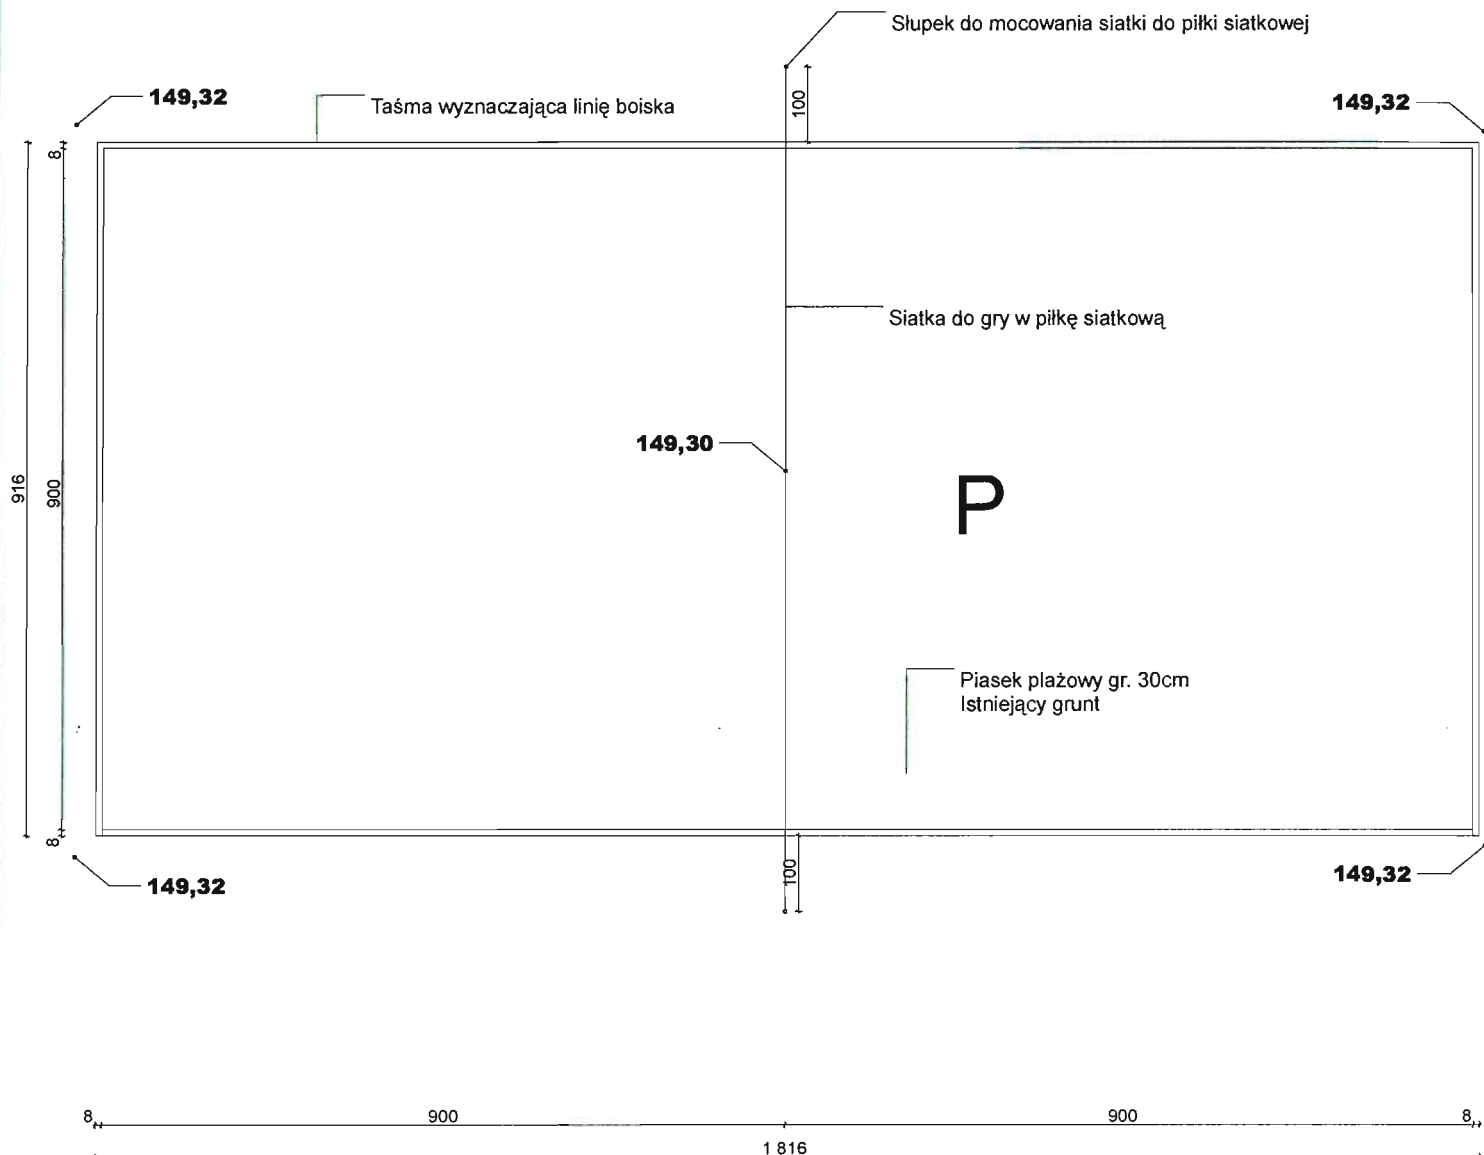 Słupek do mocowania siatki do piłki siatkowej
149,32
Taśma wyznaczająca linię boiska
100
149,32
8
Siatka do gry w piłkę siatkową
149,30
P
916
900
Piasek plażowy gr. 30cm
Istniejący grunt
8
100
149,32
149,32
8
900
900
8
1 816